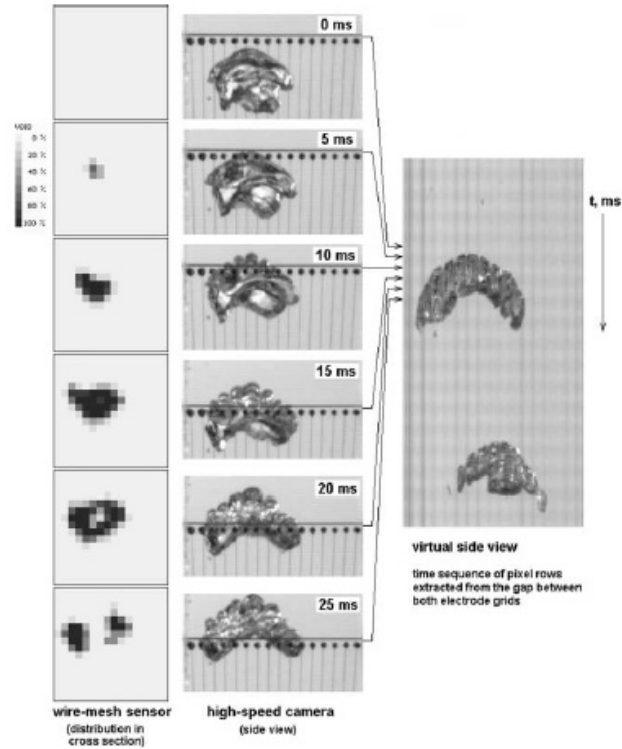 0 ms
5 ms
void
0 %
20 %
40 %
60 %
80 %
100 %
10 ms
15 ms
20 ms
25 ms
t, ms
virtual side view
time sequence of pixel rows
extracted from the gap between
both electrode grids
wire-mesh sensor
(distribution in
cross section)
high-speed camera
(side view)